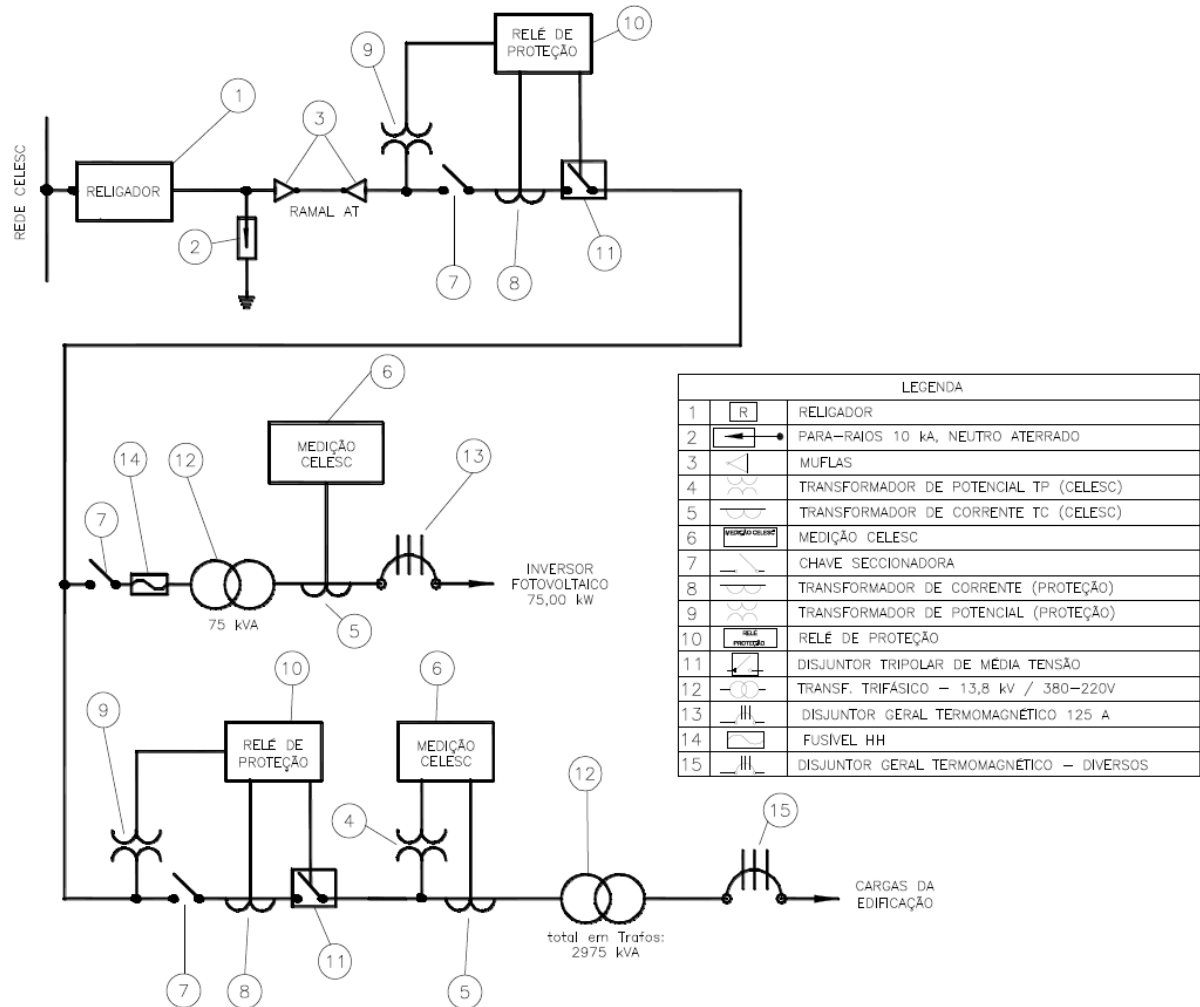 RELÉ DE
PROTEÇÃO
10
9
1
3
REDE CELESC
RELIGADOR
RAMAL AT
2
7
8
11
6
MEDIÇÃO
CELESC
14
12
13
7
INVERSOR
FOTOVOLTAICO
75,00 kW
75 kVA
5
10
6
9
RELÉ DE
PROTEÇÃO
MEDIÇÃO
CELESC
12
4
15
CARGAS DA
EDIFICAÇÃO
total em Trafos:
2975 kVA
7
8
11
5
LEGENDA
1 R RELIGADOR
2 PARA-RAIOS 10 kA, NEUTRO ATERRADO
3 MUFLAS
4 TRANSFORMADOR DE POTENCIAL TP (CELESC)
5 TRANSFORMADOR DE CORRENTE TC (CELESC)
6 MEDIÇÃO CELESC MEDIÇÃO CELESC
7 CHAVE SECCIONADORA
8 TRANSFORMADOR DE CORRENTE (PROTEÇÃO)
9 TRANSFORMADOR DE POTENCIAL (PROTEÇÃO)
10 RELÉ PROTEÇÃO RELÉ DE PROTEÇÃO
11 DISJUNTOR TRIPOLAR DE MÉDIA TENSÃO
12 TRANSF. TRIFÁSICO – 13,8 kV / 380–220V
13 DISJUNTOR GERAL TERMOMAGNÉTICO 125 A
14 FUSÍVEL HH
15 DISJUNTOR GERAL TERMOMAGNÉTICO – DIVERSOS